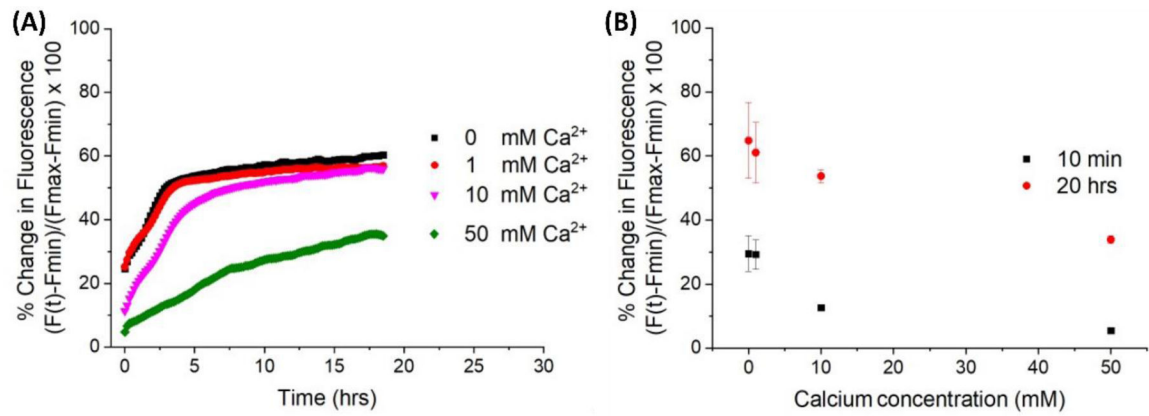 (A)
% Change in Fluorescence
(F(t)-Fmin)/(Fmax-Fmin) x 100
100
80
60
40
20
0
0 5 10 15 20 25 30
Time (hrs)
0 mM Ca²⁺
1 mM Ca²⁺
10 mM Ca²⁺
50 mM Ca²⁺
(B)
% Change in Fluorescence
(F(t)-Fmin)/(Fmax-Fmin) x 100
100
80
60
40
20
0
0 10 20 30 40 50
Calcium concentration (mM)
10 min
20 hrs